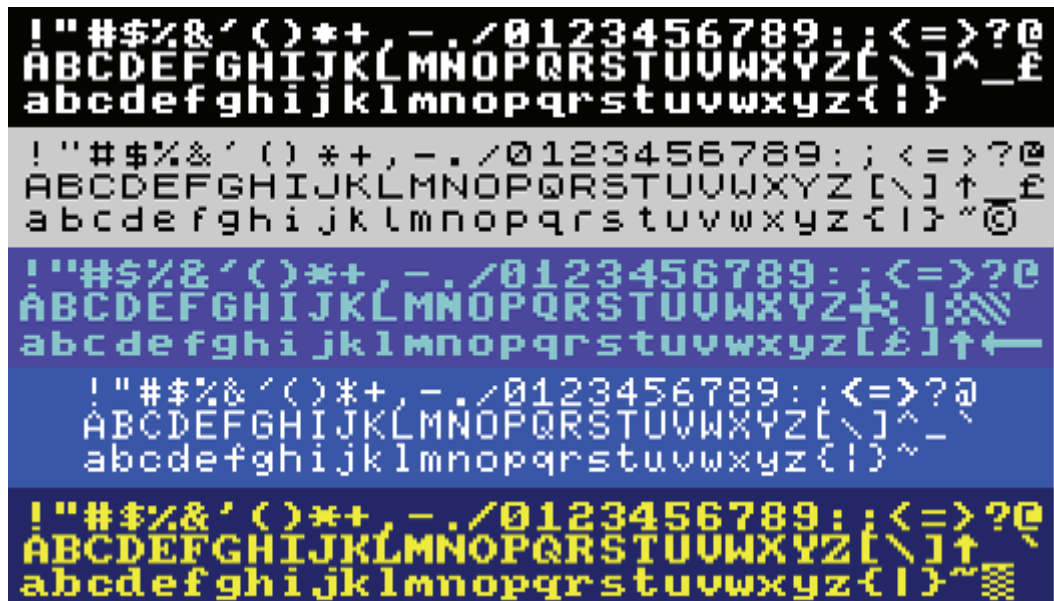 !"#$%&´()*+,-./0123456789:;<=>?@
ABCDEFGHIJKLMNOPQRSTUVWXYZ[\]^_£
abcdefghijklmnopqrstuvwxyz{¦}
!"#$%&´()*+,-./0123456789:;<=>?@
ABCDEFGHIJKLMNOPQRSTUVWXYZ[\]↑_£
abcdefghijklmnopqrstuvwxyz{|}~©
!"#$%&´()*+,-./0123456789:;<=>?@
ABCDEFGHIJKLMNOPQRSTUVWXYZ┼ |▒
abcdefghijklmnopqrstuvwxyz[£]↑←
!"#$%&´()*+,-./0123456789:;<=>?@
ABCDEFGHIJKLMNOPQRSTUVWXYZ[\]^_`
abcdefghijklmnopqrstuvwxyz{¦}~
!"#$%&´()*+,-./0123456789:;<=>?@
ABCDEFGHIJKLMNOPQRSTUVWXYZ[\]↑ `
abcdefghijklmnopqrstuvwxyz{|}~▒